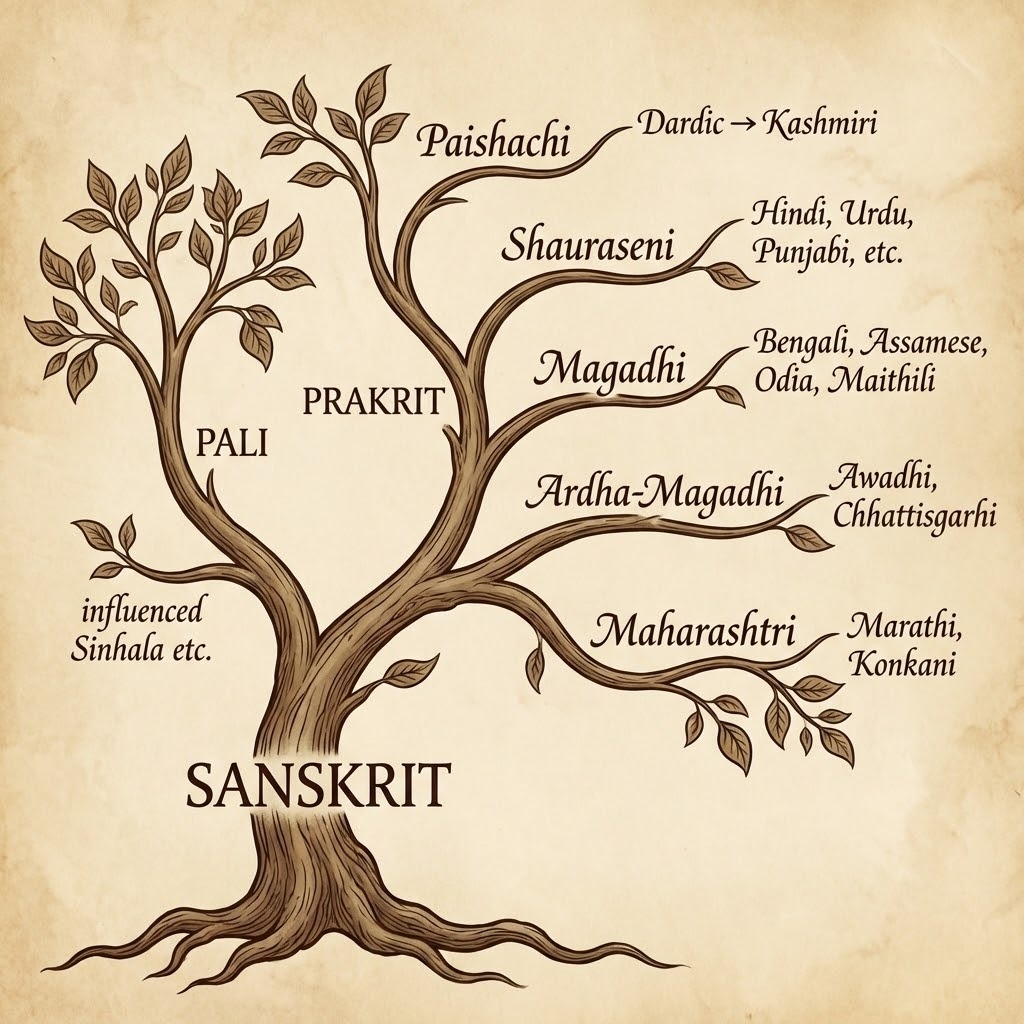 Paishachi
Dardic → Kashmiri
Shauraseni
Hindi, Urdu,
Punjabi, etc.
Magadhi
Bengali, Assamese,
Odia, Maithili
PRAKRIT
PALI
Ardha-Magadhi
Awadhi,
Chhattisgarhi
influenced
Sinhala etc.
Maharashtri
Marathi,
Konkani
SANSKRIT